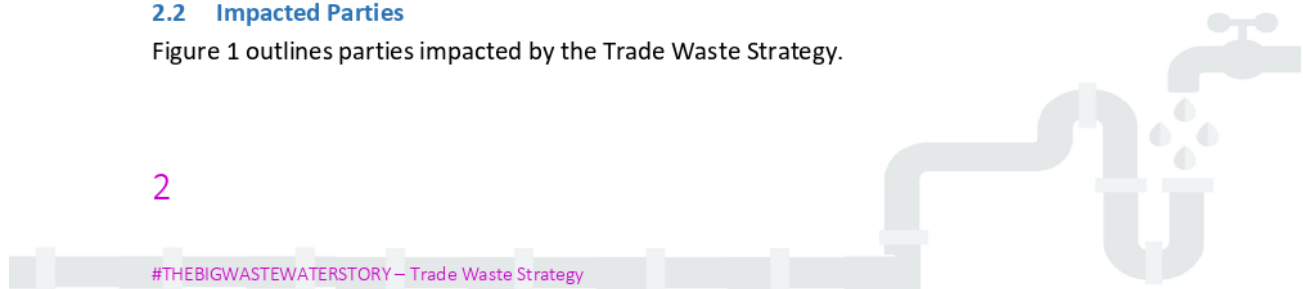 2.2 Impacted Parties
Figure 1 outlines parties impacted by the Trade Waste Strategy.
2
#THEBIGWASTEWATERSTORY – Trade Waste Strategy